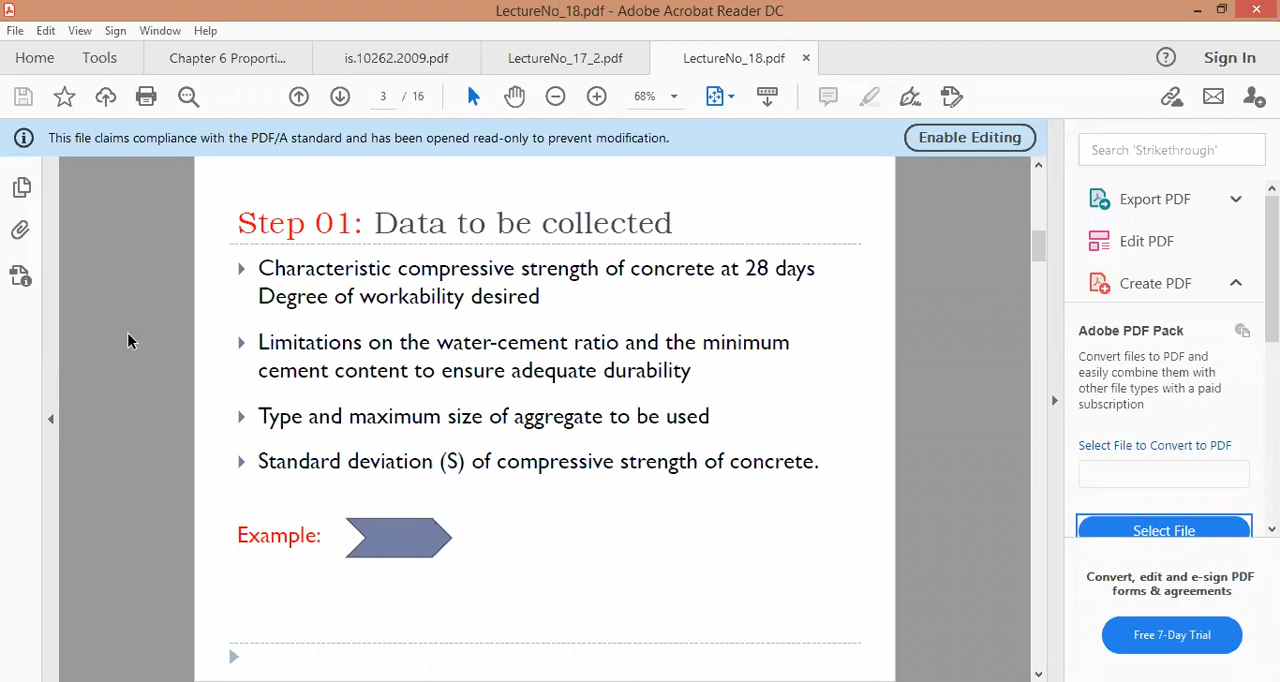 LectureNo_18.pdf - Adobe Acrobat Reader DC
File Edit View Sign Window Help
Home Tools Chapter 6 Proporti... is.10262.2009.pdf LectureNo_17_2.pdf LectureNo_18.pdf × ? Sign In
3 / 16 68%
This file claims compliance with the PDF/A standard and has been opened read-only to prevent modification. Enable Editing
Step 01: Data to be collected
Characteristic compressive strength of concrete at 28 days
Degree of workability desired
Limitations on the water-cement ratio and the minimum
cement content to ensure adequate durability
Type and maximum size of aggregate to be used
Standard deviation (S) of compressive strength of concrete.
Example:
Search 'Strikethrough'
Export PDF
Edit PDF
Create PDF
Adobe PDF Pack
Convert files to PDF and
easily combine them with
other file types with a paid
subscription
Select File to Convert to PDF
Select File
Convert, edit and e-sign PDF
forms & agreements
Free 7-Day Trial